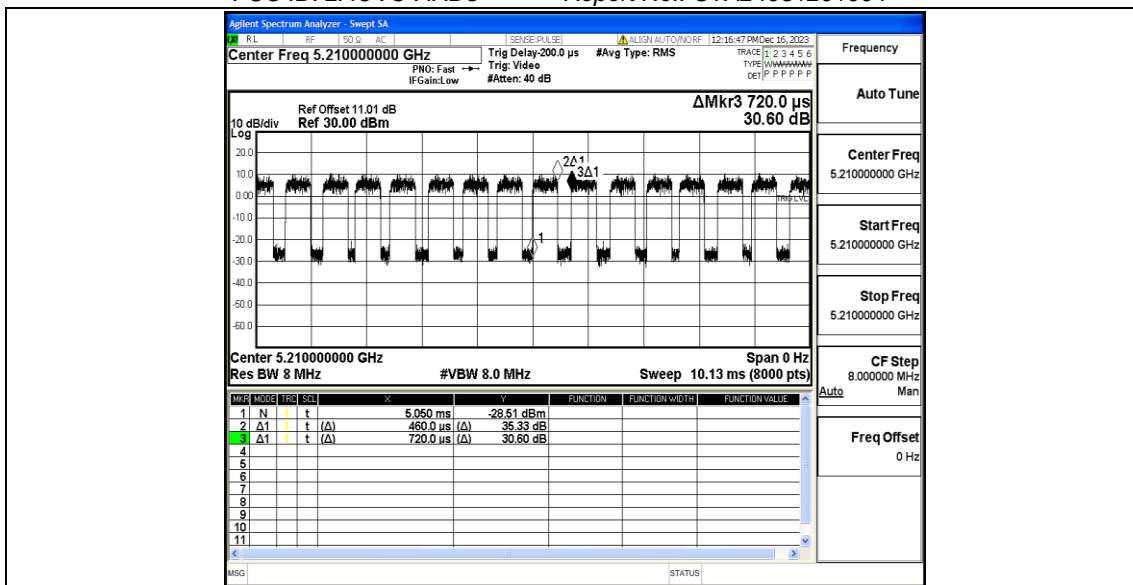 Agilent Spectrum Analyzer - Swept SA
RL RF 50 Ω AC SENSE:PULSE ALIGN AUTO/NO RF 12:16:47 PM Dec 16, 2023
Center Freq 5.210000000 GHz
PNO: Fast
IFGain:Low
Trig Delay-200.0 µs
Trig: Video
#Atten: 40 dB
#Avg Type: RMS
TRACE 1 2 3 4 5 6
TYPE
DET P P P P P P
Ref Offset 11.01 dB
10 dB/div Ref 30.00 dBm
Log
ΔMkr3 720.0 µs
30.60 dB
20.0
10.0
0.00
-10.0
-20.0
-30.0
-40.0
-50.0
-60.0
2Δ1
3Δ1
1
TRIG LVL
Center 5.210000000 GHz Span 0 Hz
Res BW 8 MHz #VBW 8.0 MHz Sweep 10.13 ms (8000 pts)
MKR MODE TRC SCL X Y FUNCTION FUNCTION WIDTH FUNCTION VALUE
1 N 1 t 5.050 ms -28.51 dBm
2 Δ1 1 t (Δ) 460.0 µs (Δ) 35.33 dB
3 Δ1 1 t (Δ) 720.0 µs (Δ) 30.60 dB
4
5
6
7
8
9
10
11
MSG STATUS
Frequency
Auto Tune
Center Freq
5.210000000 GHz
Start Freq
5.210000000 GHz
Stop Freq
5.210000000 GHz
CF Step
8.000000 MHz
Auto Man
Freq Offset
0 Hz